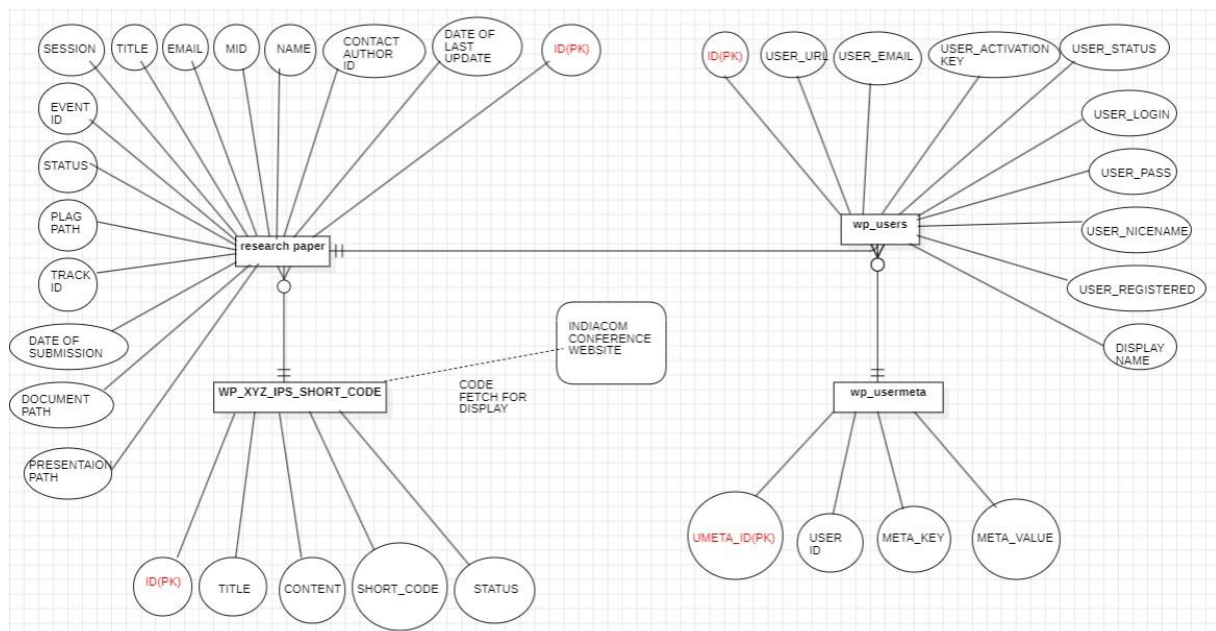 SESSION
TITLE
EMAIL
MID
NAME
CONTACT
AUTHOR
ID
DATE OF
LAST
UPDATE
ID(PK)
ID(PK)
USER_URL
USER_EMAIL
USER_ACTIVATION
KEY
USER_STATUS
EVENT
ID
STATUS
PLAG
PATH
TRACK
ID
DATE OF
SUBMISSION
DOCUMENT
PATH
PRESENTAION
PATH
USER_LOGIN
USER_PASS
USER_NICENAME
USER_REGISTERED
DISPLAY
NAME
research paper
wp_users
INDIACOM
CONFERENCE
WEBSITE
WP_XYZ_IPS_SHORT_CODE
CODE
FETCH FOR
DISPLAY
wp_usermeta
ID(PK)
TITLE
CONTENT
SHORT_CODE
STATUS
UMETA_ID(PK)
USER
ID
META_KEY
META_VALUE